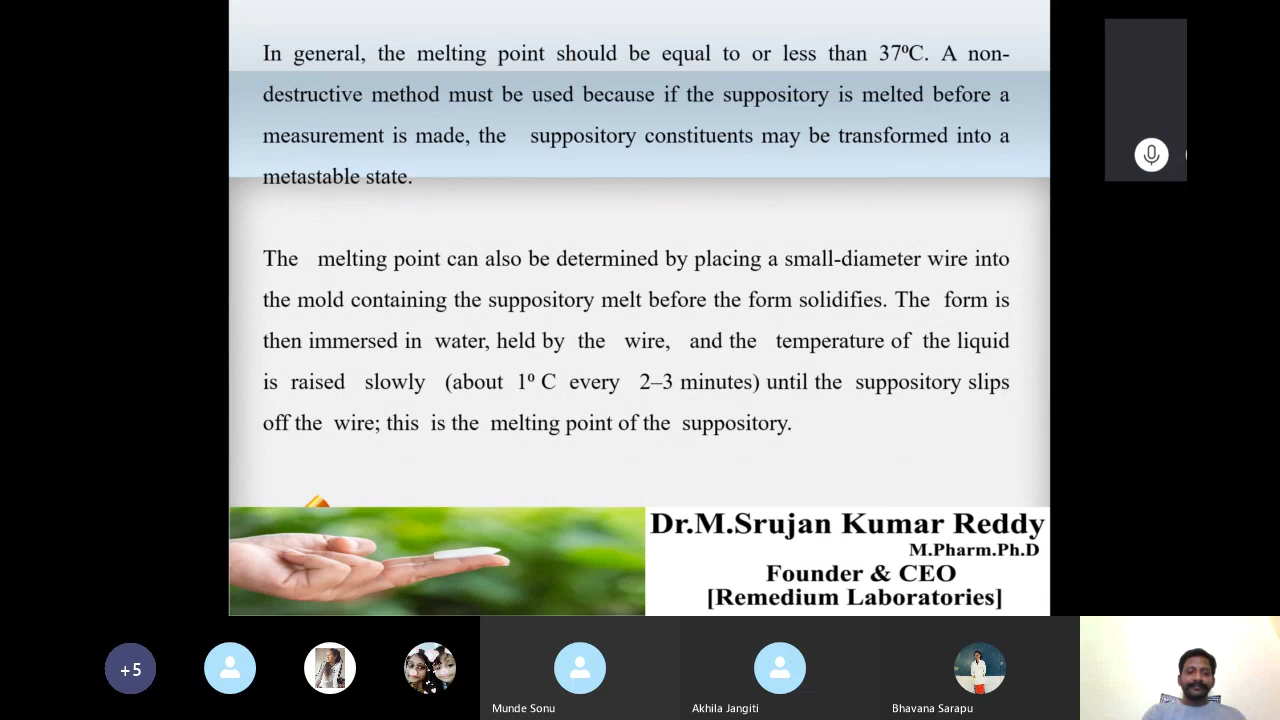 In general, the melting point should be equal to or less than 37⁰C. A non-
destructive method must be used because if the suppository is melted before a
measurement is made, the suppository constituents may be transformed into a
metastable state.
The melting point can also be determined by placing a small-diameter wire into
the mold containing the suppository melt before the form solidifies. The form is
then immersed in water, held by the wire, and the temperature of the liquid
is raised slowly (about 1⁰ C every 2–3 minutes) until the suppository slips
off the wire; this is the melting point of the suppository.
Dr.M.Srujan Kumar Reddy
M.Pharm.Ph.D
Founder & CEO
[Remedium Laboratories]
+5
Munde Sonu
Akhila Jangiti
Bhavana Sarapu